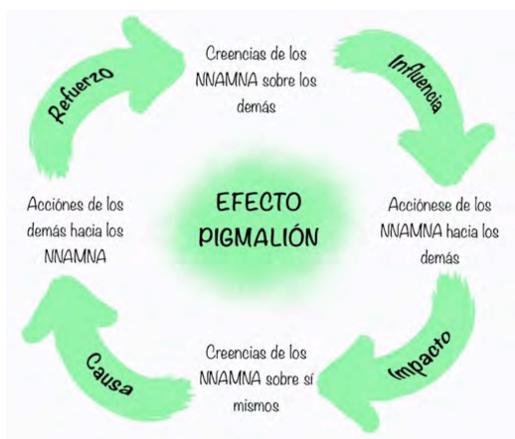 Creencias de los
NNAMNA sobre los
demás
Influencia
Acciónese de los
NNAMNA hacia los
demás
Impacto
Creencias de los
NNAMNA sobre sí
mismos
Causa
Acciónes de los
demás hacia los
NNAMNA
Refuerzo
EFECTO
PIGMALIÓN